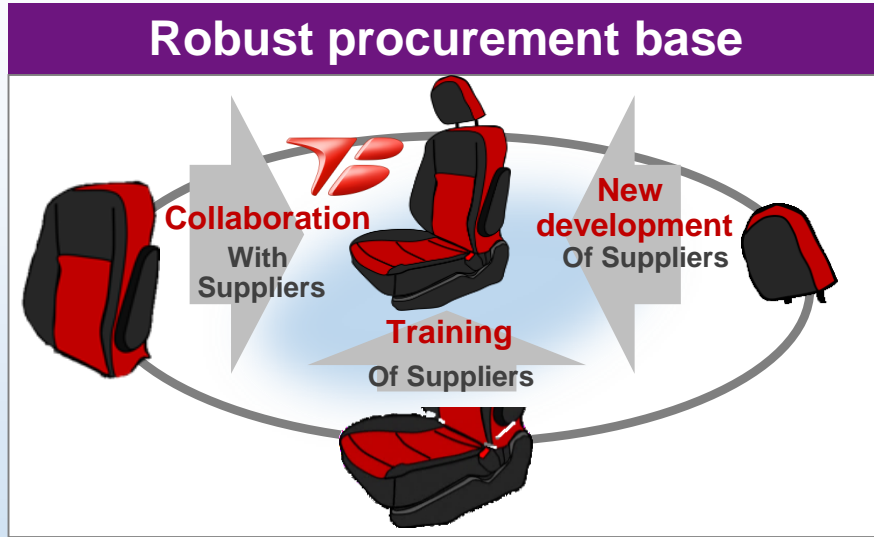 Robust procurement base
Collaboration
With
Suppliers
New
development
Of Suppliers
Training
Of Suppliers